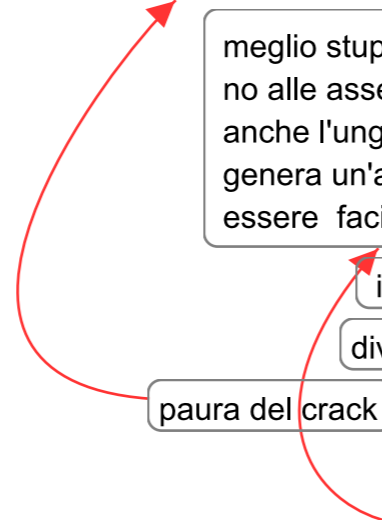 meglio stup
no alle asse
anche l'ung
genera un'a
essere faci
i
div
paura del crack